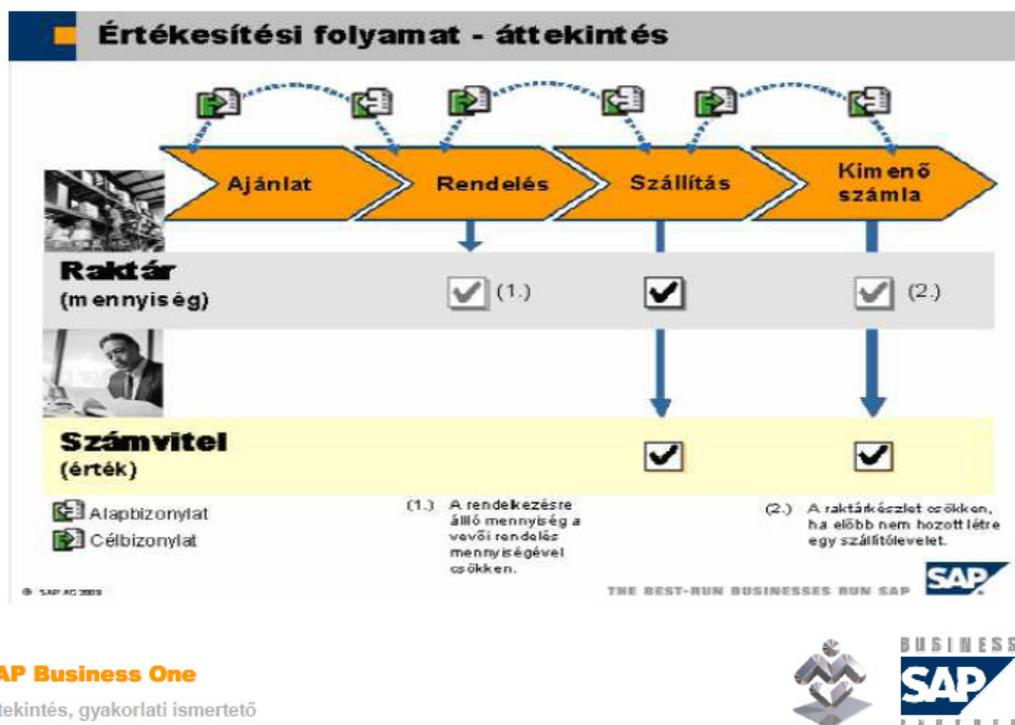 Értékesítési folyamat - áttekintés
Ajánlat
Rendelés
Szállítás
Kimenő
számla
Raktár
(mennyiség)
(1.)
(2.)
Számvitel
(érték)
Alapbizonylat
Célbizonylat
(1.) A rendelkezésre
álló mennyiség a
vevői rendelés
mennyiségével
csökken.
(2.) A raktárkészlet csökken,
ha előbb nem hozott létre
egy szállítólevelet.
© SAP AG
THE BEST-RUN BUSINESSES RUN SAP
SAP
AP Business One
tekintés, gyakorlati ismertető
BUSINESS
SAP